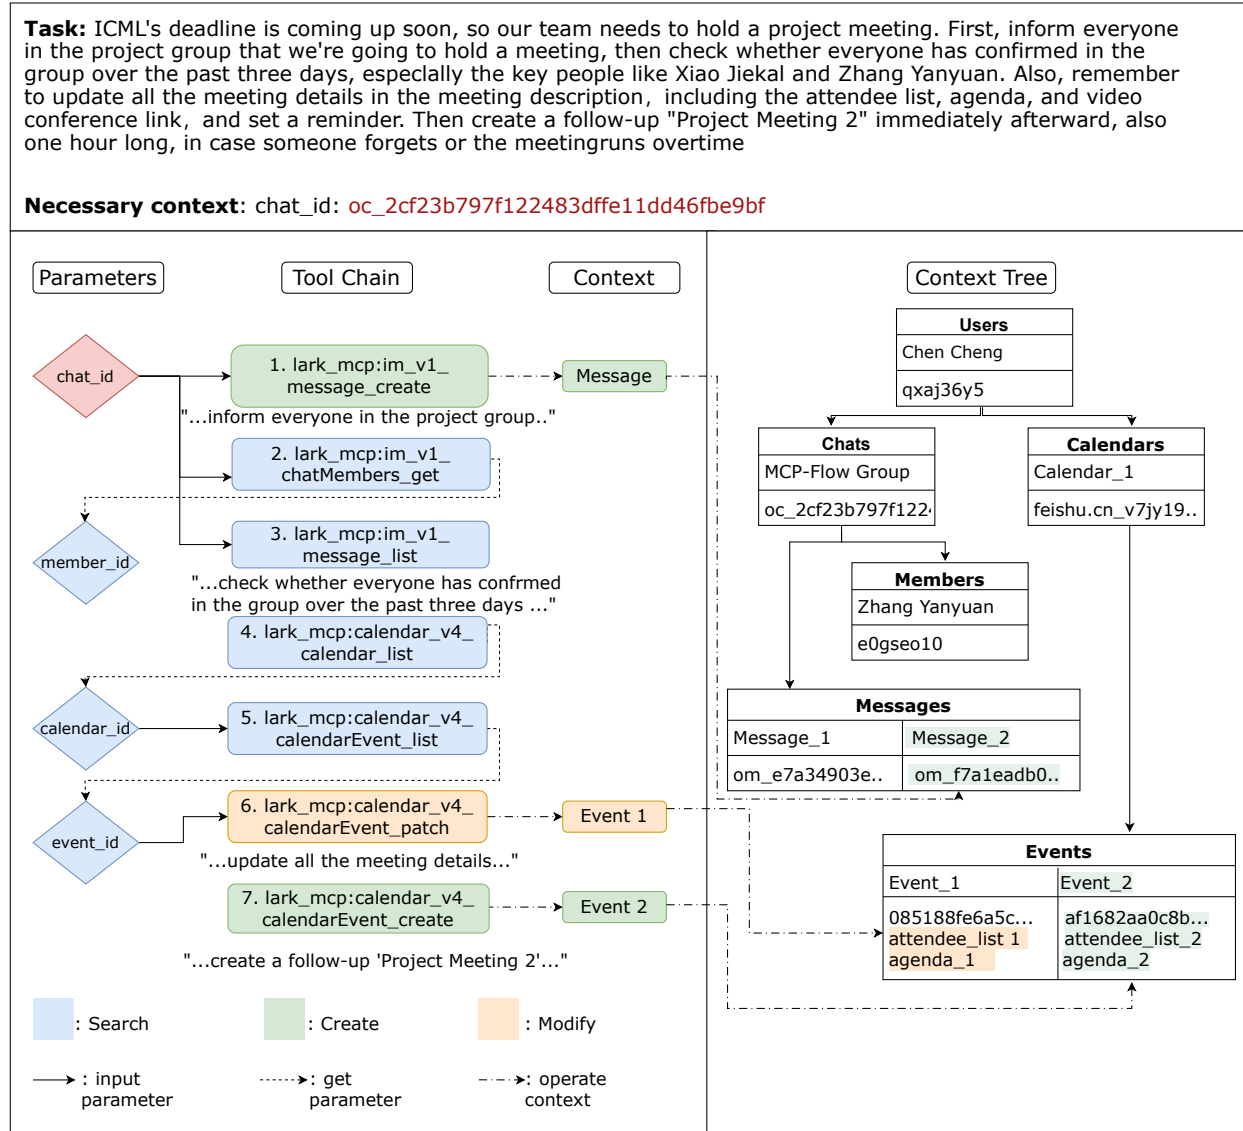 Task: ICML's deadline is coming up soon, so our team needs to hold a project meeting. First, inform everyone
in the project group that we're going to hold a meeting, then check whether everyone has confirmed in the
group over the past three days, especially the key people like Xiao Jiekal and Zhang Yanyuan. Also, remember
to update all the meeting details in the meeting description, including the attendee list, agenda, and video
conference link, and set a reminder. Then create a follow-up "Project Meeting 2" immediately afterward, also
one hour long, in case someone forgets or the meetingruns overtime
Necessary context: chat_id: oc_2cf23b797f122483dffe11dd46fbe9bf
Parameters
Tool Chain
Context
chat_id
1. lark_mcp:im_v1_
message_create
Message
"...inform everyone in the project group.."
2. lark_mcp:im_v1_
chatMembers_get
member_id
3. lark_mcp:im_v1_
message_list
"...check whether everyone has confrmed
in the group over the past three days ..."
4. lark_mcp:calendar_v4_
calendar_list
calendar_id
5. lark_mcp:calendar_v4_
calendarEvent_list
event_id
6. lark_mcp:calendar_v4_
calendarEvent_patch
Event 1
"...update all the meeting details..."
7. lark_mcp:calendar_v4_
calendarEvent_create
Event 2
"...create a follow-up 'Project Meeting 2'..."
: Search
: Create
: Modify
: input
parameter
: get
parameter
: operate
context
Context Tree
Users
Chen Cheng
qxaj36y5
Chats
MCP-Flow Group
oc_2cf23b797f122
Calendars
Calendar_1
feishu.cn_v7jy19..
Members
Zhang Yanyuan
e0gseo10
Messages
Message_1
Message_2
om_e7a34903e..
om_f7a1eadb0..
Events
Event_1
Event_2
085188fe6a5c...
attendee_list 1
agenda_1
af1682aa0c8b...
attendee_list_2
agenda_2